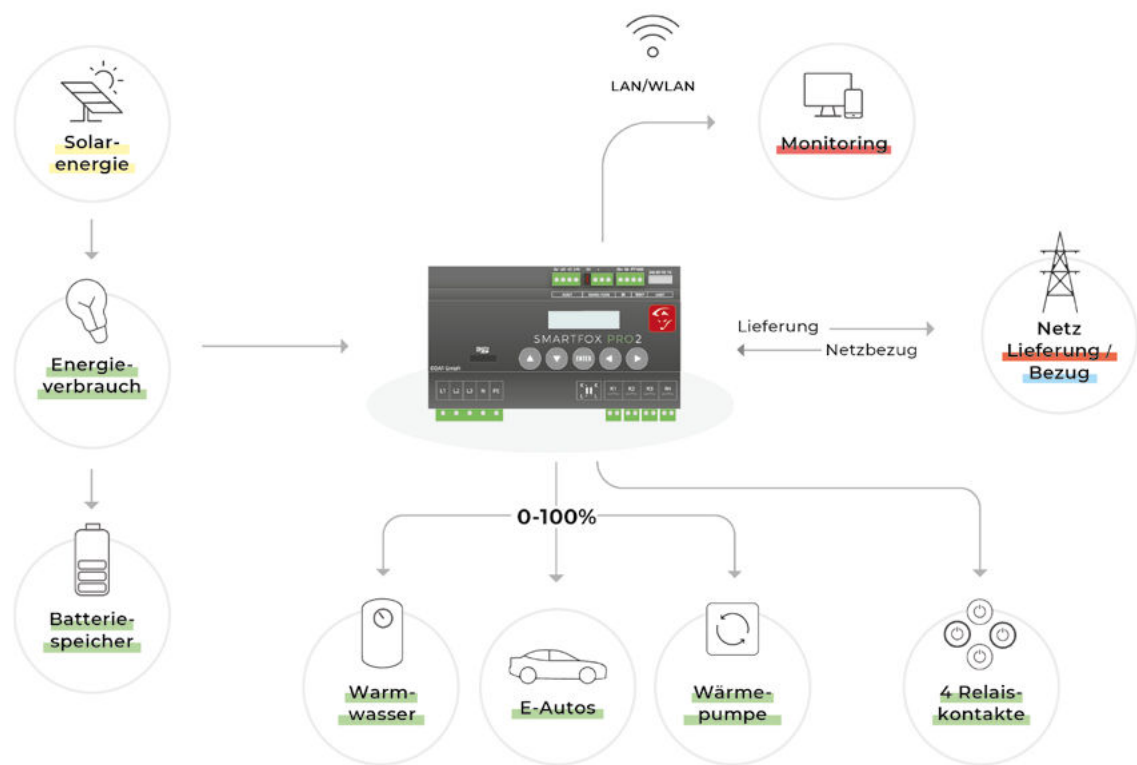 LAN/WLAN
Solar-
energie
Monitoring
Energie-
verbrauch
SMARTFOX PRO2
ENTER
L1 L2 L3 N PE
R1 R2 R3 R4
Lieferung
Netzbezug
Netz
Lieferung /
Bezug
Batterie-
speicher
0-100%
Warm-
wasser
E-Autos
Wärme-
pumpe
4 Relais-
kontakte